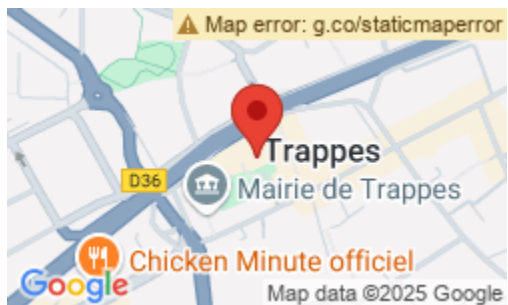 Map error: g.co/staticmaperror
Trappes
D36
Mairie de Trappes
Chicken Minute officiel
Google
Map data ©2025 Google